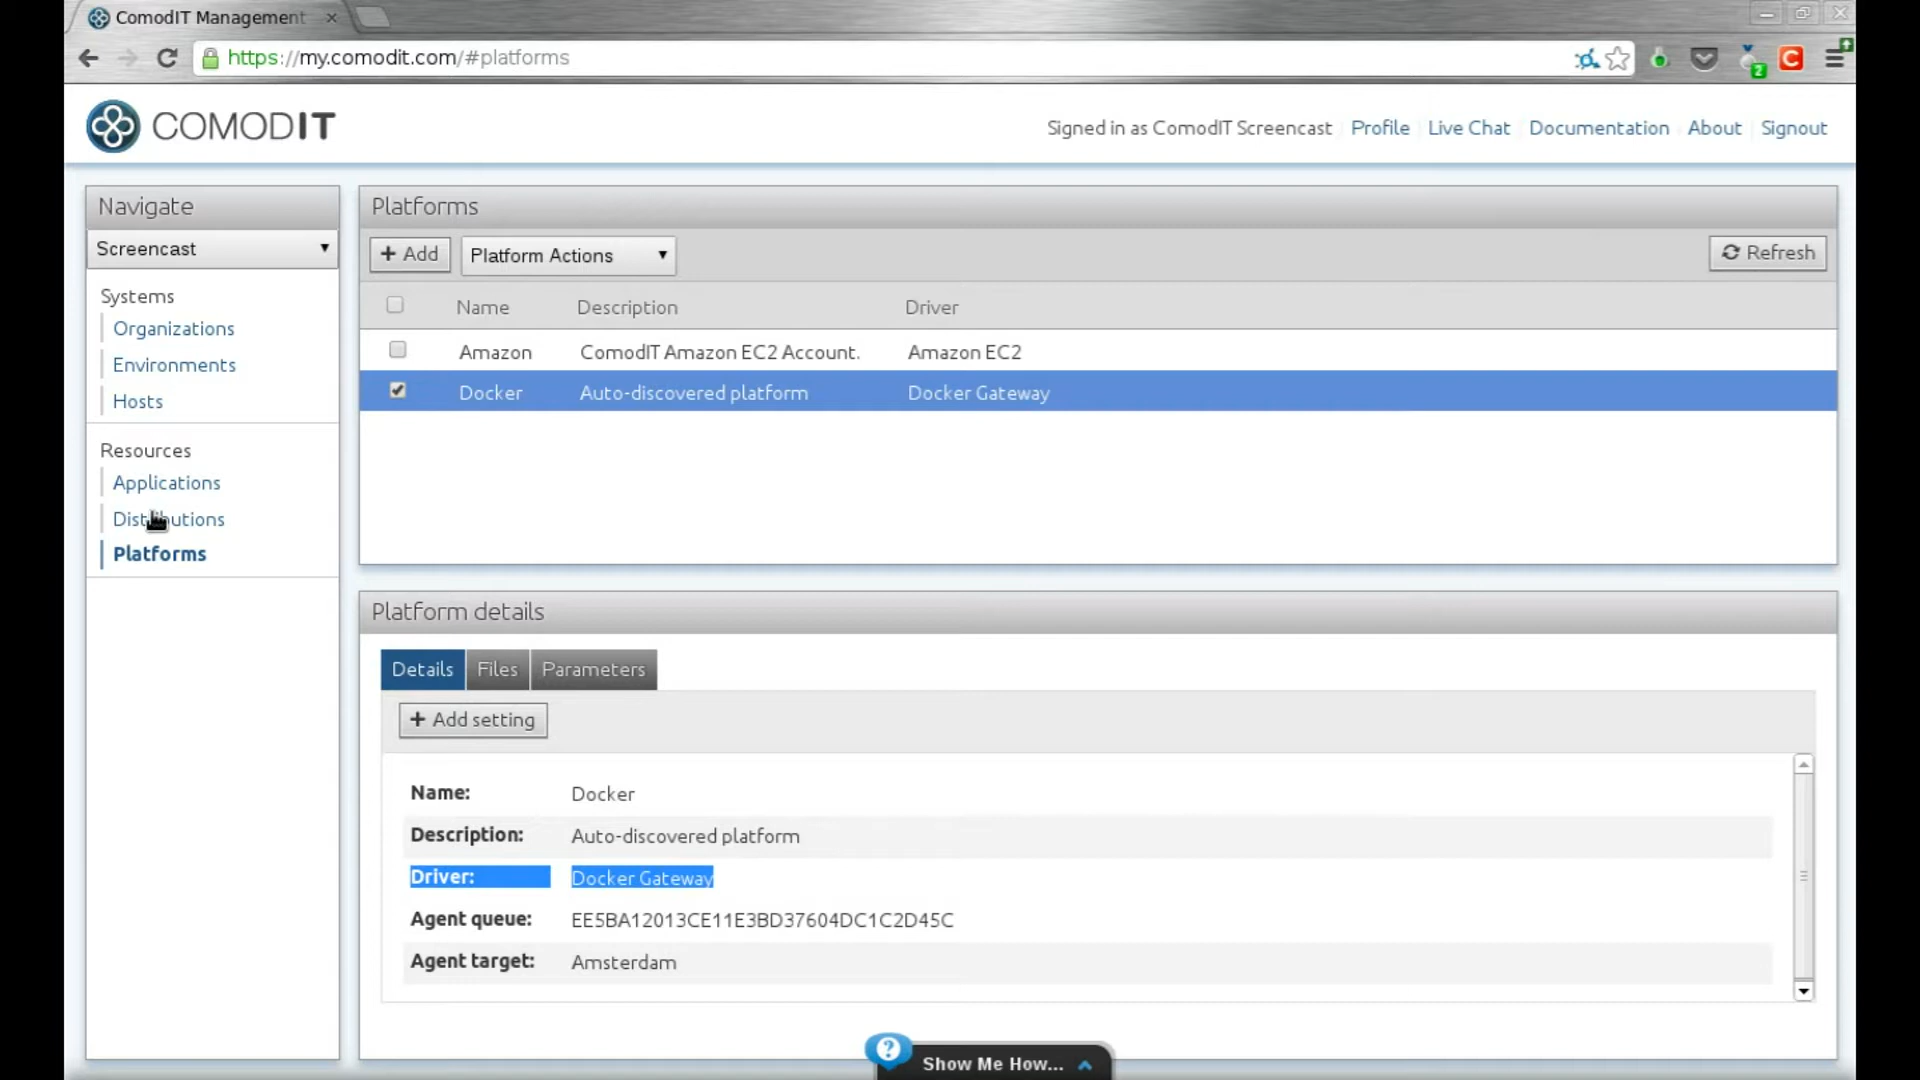 ComodIT Management
https://my.comodit.com/#platforms
2
C
COMODIT
Signed in as ComodIT Screencast Profile Live Chat Documentation About Signout
Navigate
Screencast
Systems
Organizations
Environments
Hosts
Resources
Applications
Distributions
Platforms
Platforms
+ Add Platform Actions Refresh
Name Description Driver
Amazon ComodIT Amazon EC2 Account. Amazon EC2
Docker Auto-discovered platform Docker Gateway
Platform details
Details Files Parameters
+ Add setting
Name: Docker
Description: Auto-discovered platform
Driver: Docker Gateway
Agent queue: EE5BA12013CE11E3BD37604DC1C2D45C
Agent target: Amsterdam
? Show Me How...